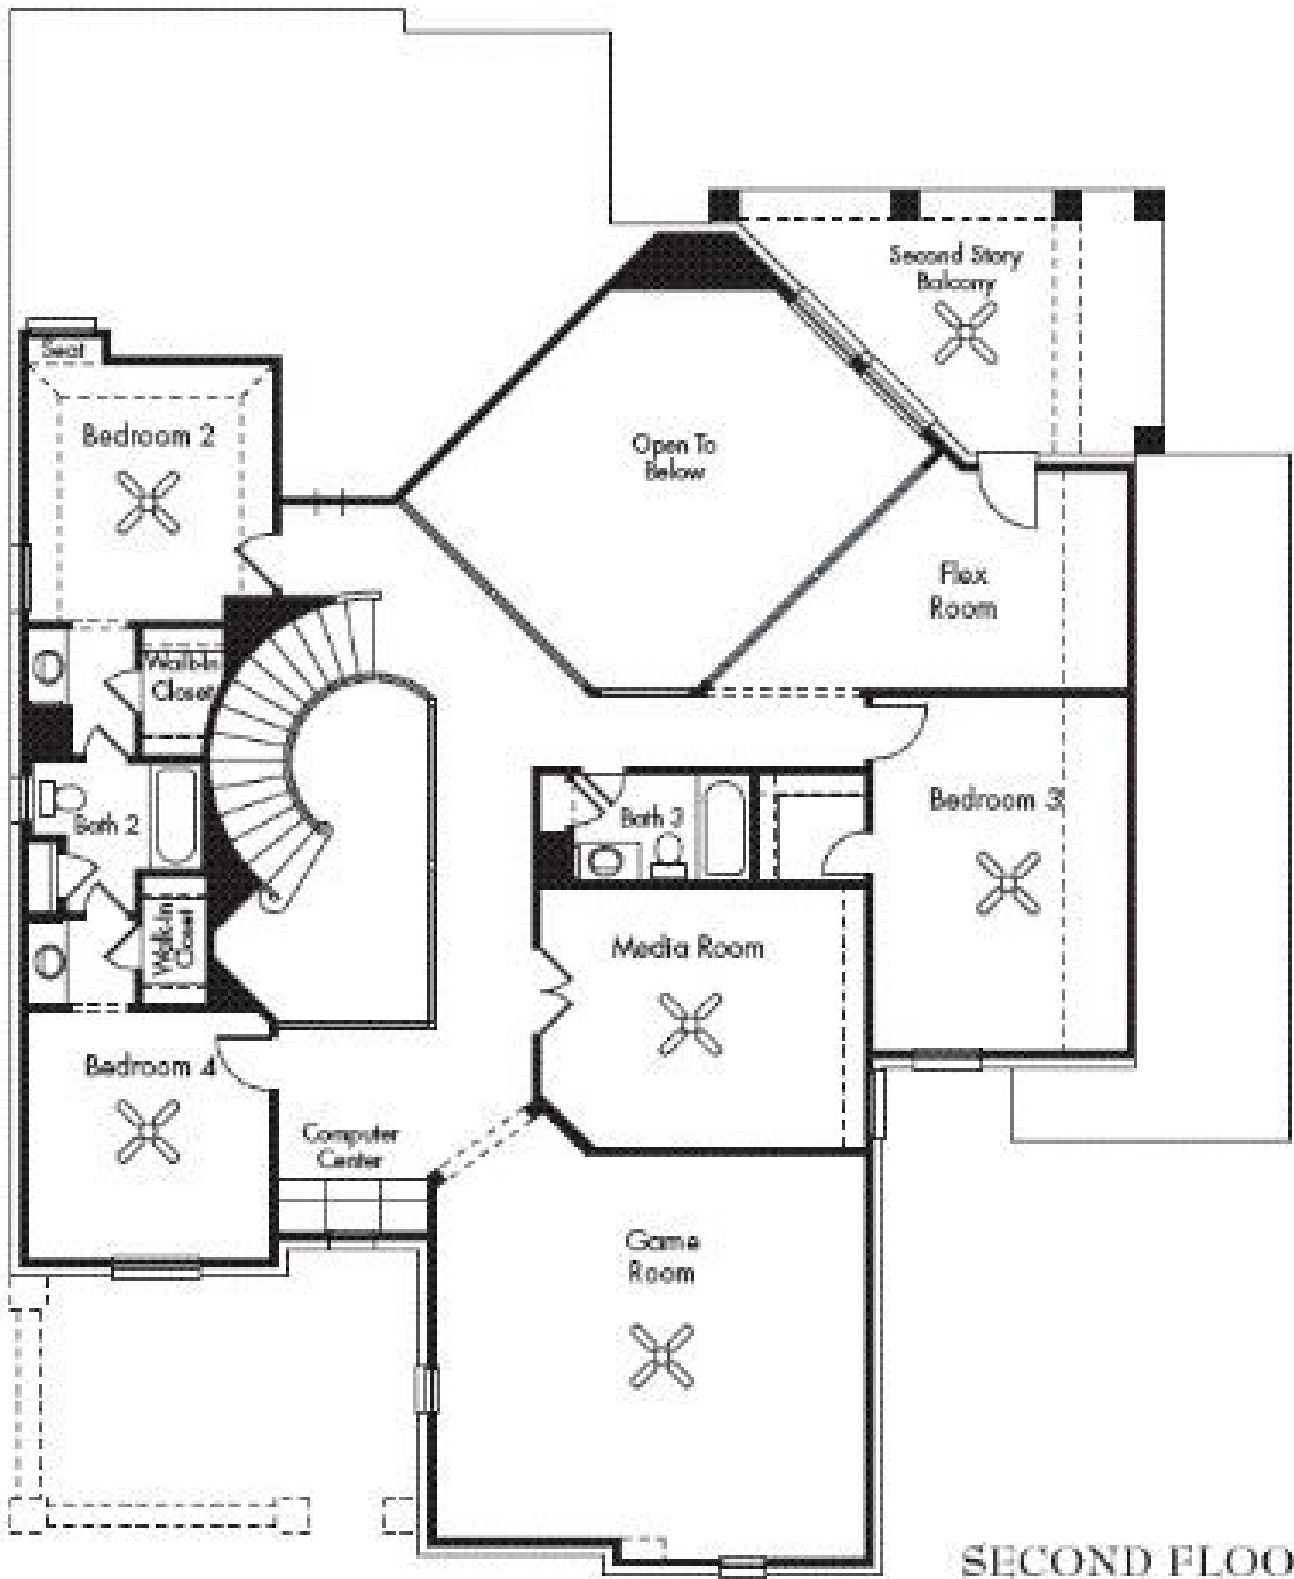 Second Story
Balcony
Seat
Bedroom 2
Open To
Below
Flex
Room
Walk-In
Closet
Bath 2
Bath 3
Bedroom 3
Walk-In
Closet
Media Room
Bedroom 4
Computer
Center
Game
Room
SECOND FLOO